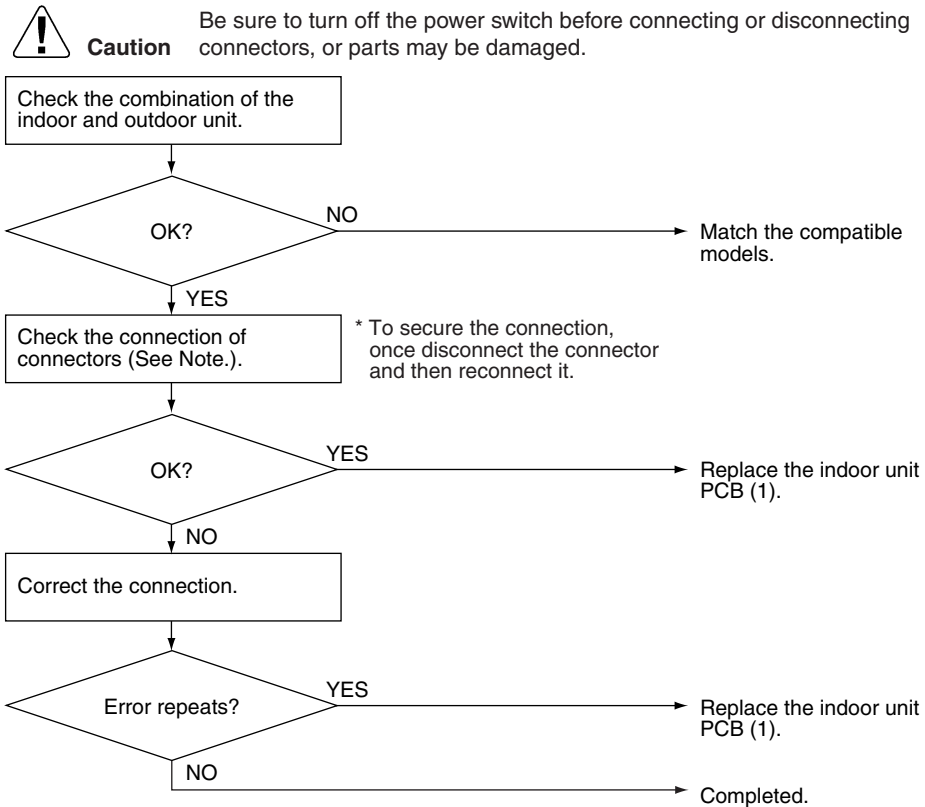 Be sure to turn off the power switch before connecting or disconnecting
Caution connectors, or parts may be damaged.
Check the combination of the
indoor and outdoor unit.
OK?
NO
Match the compatible
models.
YES
Check the connection of
connectors (See Note.).
* To secure the connection,
once disconnect the connector
and then reconnect it.
OK?
YES
Replace the indoor unit
PCB (1).
NO
Correct the connection.
Error repeats?
YES
Replace the indoor unit
PCB (1).
NO
Completed.